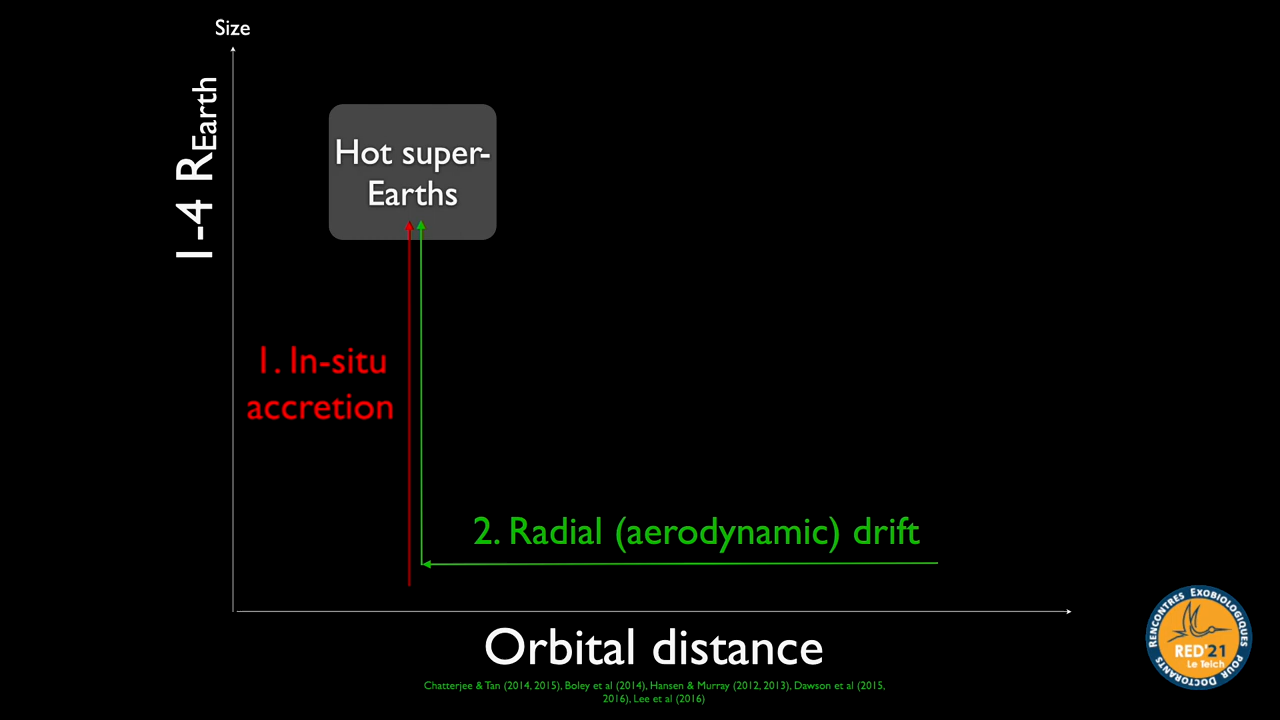 Size
1-4 REarth
Hot super-
Earths
1. In-situ
accretion
2. Radial (aerodynamic) drift
Orbital distance
Chatterjee & Tan (2014, 2015), Boley et al (2014), Hansen & Murray (2012, 2013), Dawson et al (2015,
2016), Lee et al (2016)
RENCONTRES EXOBIOLOGIQUES POUR DOCTORANTS
RED'21
Le Teich